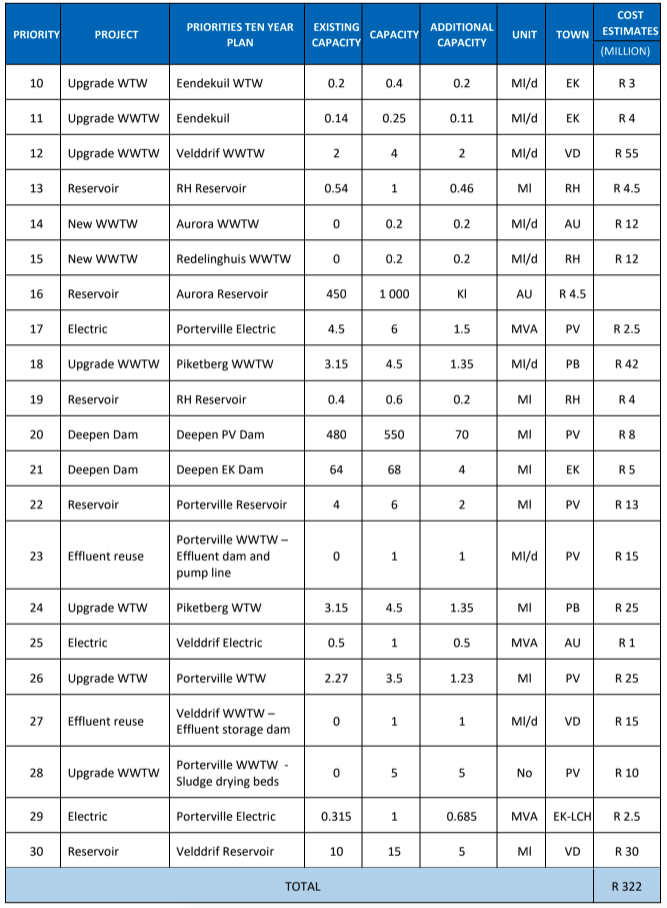 PRIORITY PROJECT PRIORITIES TEN YEAR PLAN EXISTING CAPACITY CAPACITY ADDITIONAL CAPACITY UNIT TOWN COST ESTIMATES (MILLION)
10 Upgrade WTW Eendekuil WTW 0.2 0.4 0.2 Ml/d EK R 3
11 Upgrade WWTW Eendekuil 0.14 0.25 0.11 Ml/d EK R 4
12 Upgrade WWTW Velddrif WWTW 2 4 2 Ml/d VD R 55
13 Reservoir RH Reservoir 0.54 1 0.46 Ml RH R 4.5
14 New WWTW Aurora WWTW 0 0.2 0.2 Ml/d AU R 12
15 New WWTW Redelinghuis WWTW 0 0.2 0.2 Ml/d RH R 12
16 Reservoir Aurora Reservoir 450 1 000 Kl AU R 4.5
17 Electric Porterville Electric 4.5 6 1.5 MVA PV R 2.5
18 Upgrade WWTW Piketberg WWTW 3.15 4.5 1.35 Ml/d PB R 42
19 Reservoir RH Reservoir 0.4 0.6 0.2 Ml RH R 4
20 Deepen Dam Deepen PV Dam 480 550 70 Ml PV R 8
21 Deepen Dam Deepen EK Dam 64 68 4 Ml EK R 5
22 Reservoir Porterville Reservoir 4 6 2 Ml PV R 13
23 Effluent reuse Porterville WWTW – Effluent dam and pump line 0 1 1 Ml/d PV R 15
24 Upgrade WTW Piketberg WTW 3.15 4.5 1.35 Ml PB R 25
25 Electric Velddrif Electric 0.5 1 0.5 MVA AU R 1
26 Upgrade WTW Porterville WTW 2.27 3.5 1.23 Ml PV R 25
27 Effluent reuse Velddrif WWTW – Effluent storage dam 0 1 1 Ml/d VD R 15
28 Upgrade WWTW Porterville WWTW - Sludge drying beds 0 5 5 No PV R 10
29 Electric Porterville Electric 0.315 1 0.685 MVA EK-LCH R 2.5
30 Reservoir Velddrif Reservoir 10 15 5 Ml VD R 30
TOTAL R 322